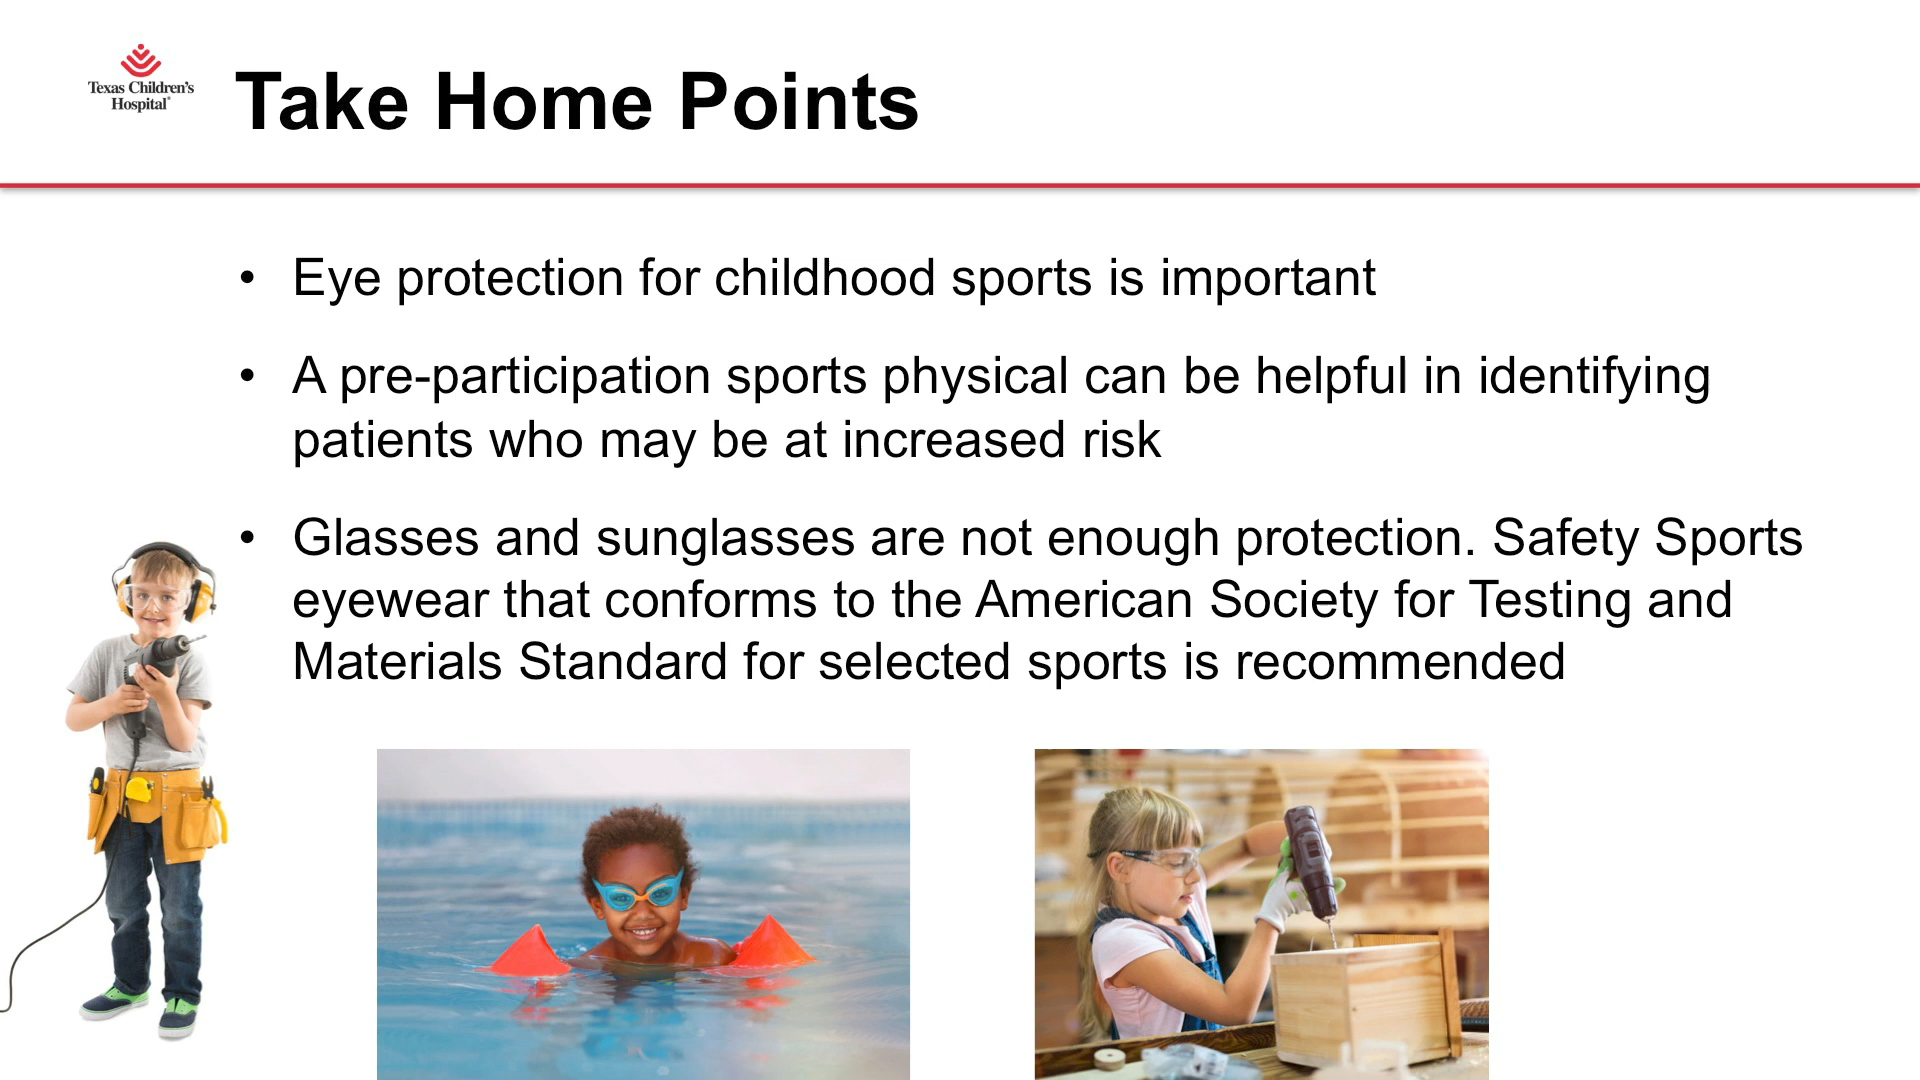 Texas Children's
Hospital®
Take Home Points
• Eye protection for childhood sports is important
• A pre-participation sports physical can be helpful in identifying
patients who may be at increased risk
• Glasses and sunglasses are not enough protection. Safety Sports
eyewear that conforms to the American Society for Testing and
Materials Standard for selected sports is recommended